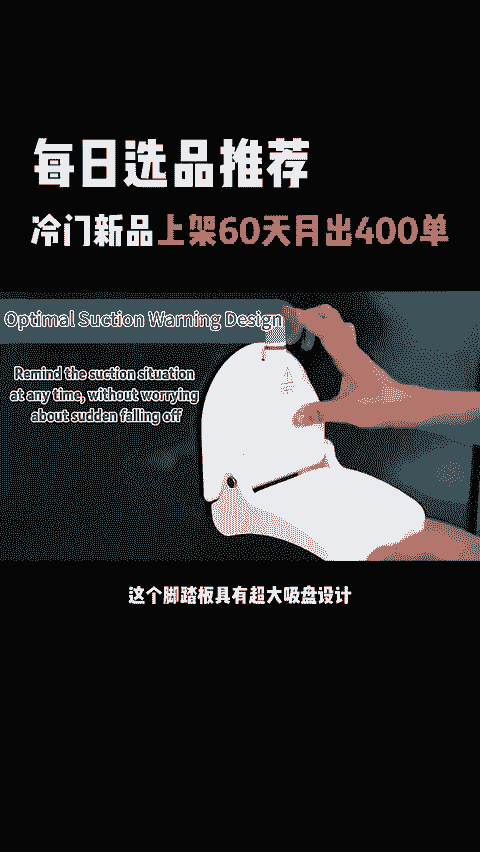 每日选品推荐
冷门新品上架60天月出400单
Optimal Suction Warning Design
Remind the suction situation
at any time, without worrying
about sudden falling off
这个脚踏板具有超大吸盘设计